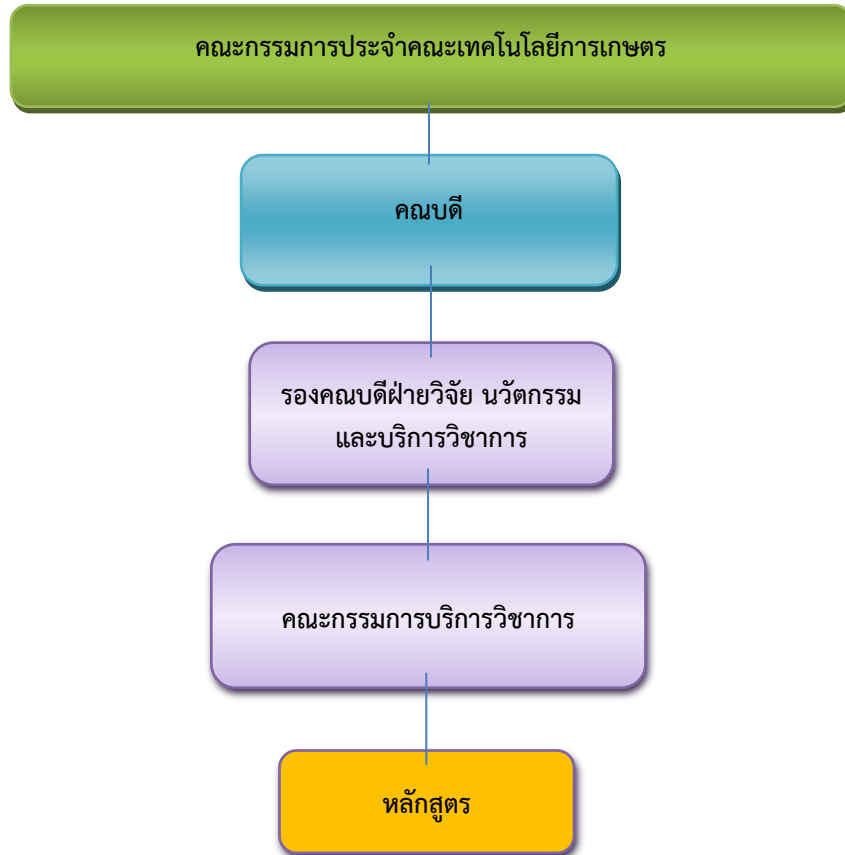 คณะกรรมการประจำคณะเทคโนโลยีการเกษตร
คณบดี
รองคณบดีฝ่ายวิจัย นวัตกรรม
และบริการวิชาการ
คณะกรรมการบริการวิชาการ
หลักสูตร